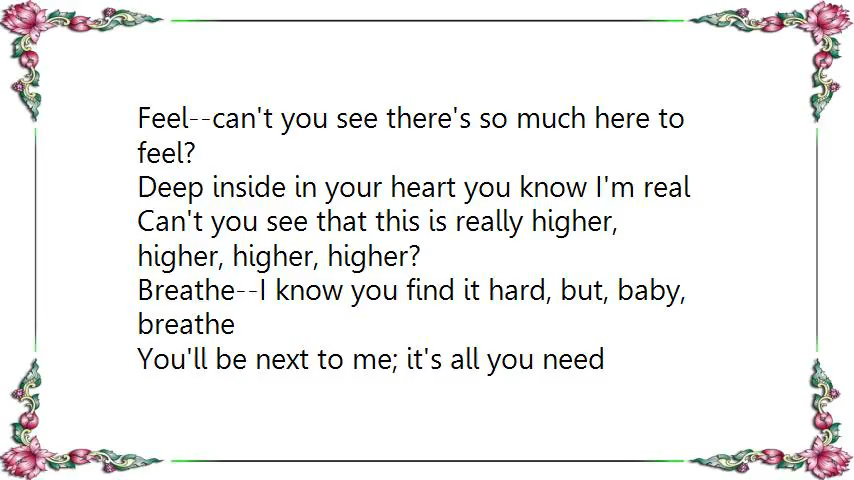 Feel--can't you see there's so much here to
feel?
Deep inside in your heart you know I'm real
Can't you see that this is really higher,
higher, higher, higher?
Breathe--I know you find it hard, but, baby,
breathe
You'll be next to me; it's all you need